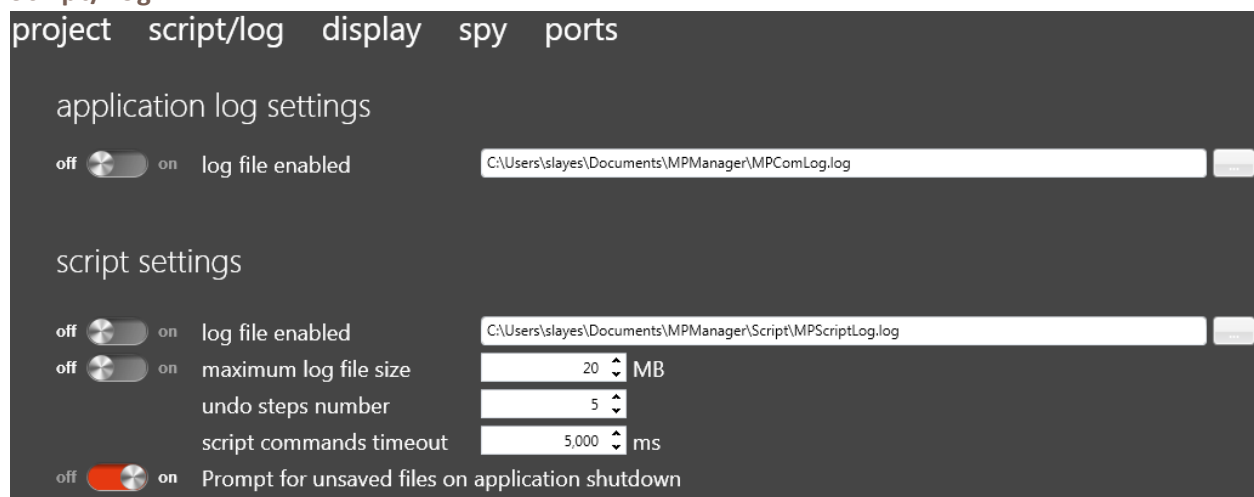 project script/log display spy ports
application log settings
off on log file enabled C:\Users\slayes\Documents\MPManager\MPComLog.log ...
script settings
off on log file enabled C:\Users\slayes\Documents\MPManager\Script\MPScriptLog.log ...
off on maximum log file size 20 MB
undo steps number 5
script commands timeout 5,000 ms
off on Prompt for unsaved files on application shutdown